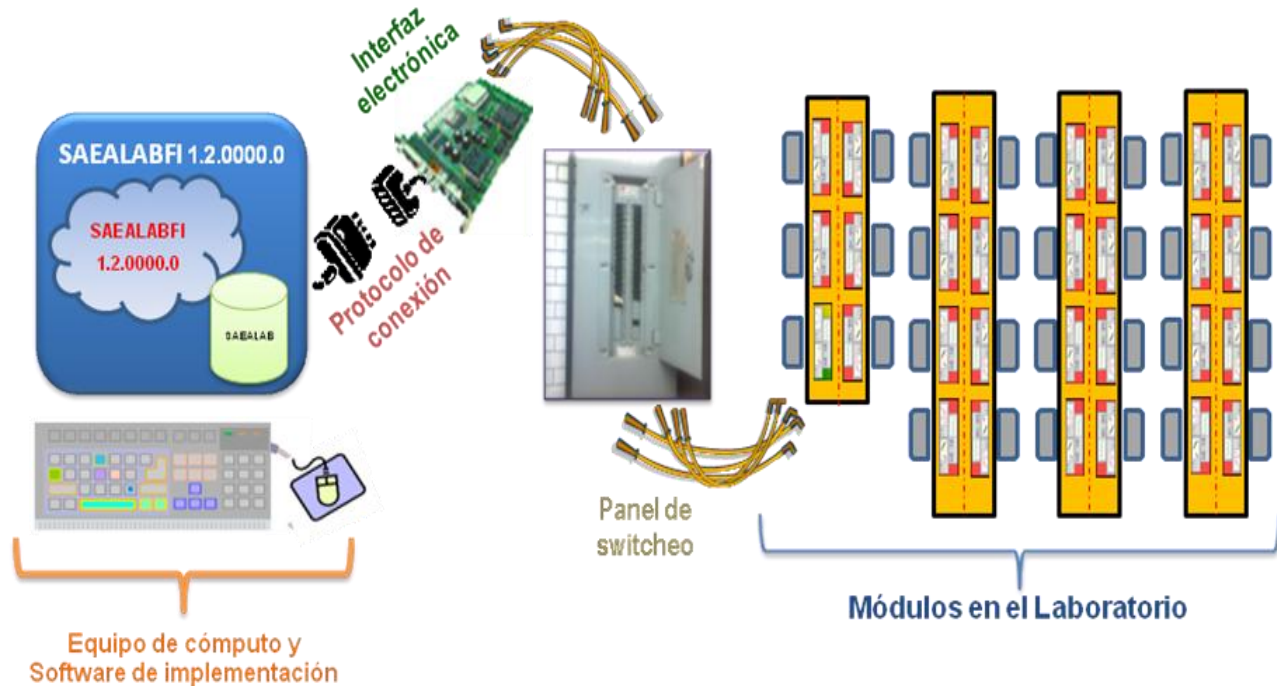 SAEALABFI 1.2.0000.0
SAEALABFI
1.2.0000.0
SAEALAB
Interfaz
electrónica
Protocolo de
conexión
Panel de
switcheo
Equipo de cómputo y
Software de implementación
Módulos en el Laboratorio